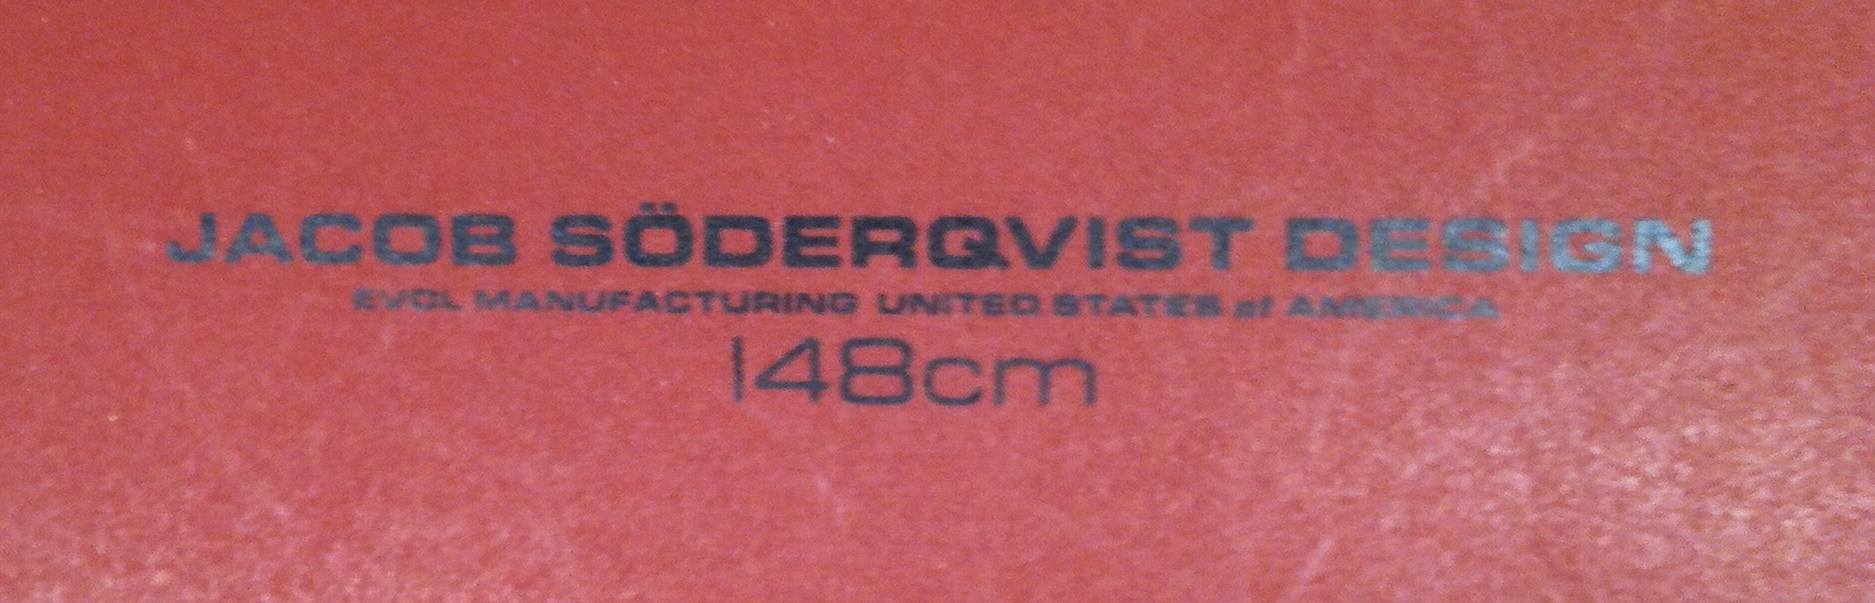 JACOB SÖDERQVIST DESIGN
EVOL MANUFACTURING UNITED STATES of AMERICA
148cm